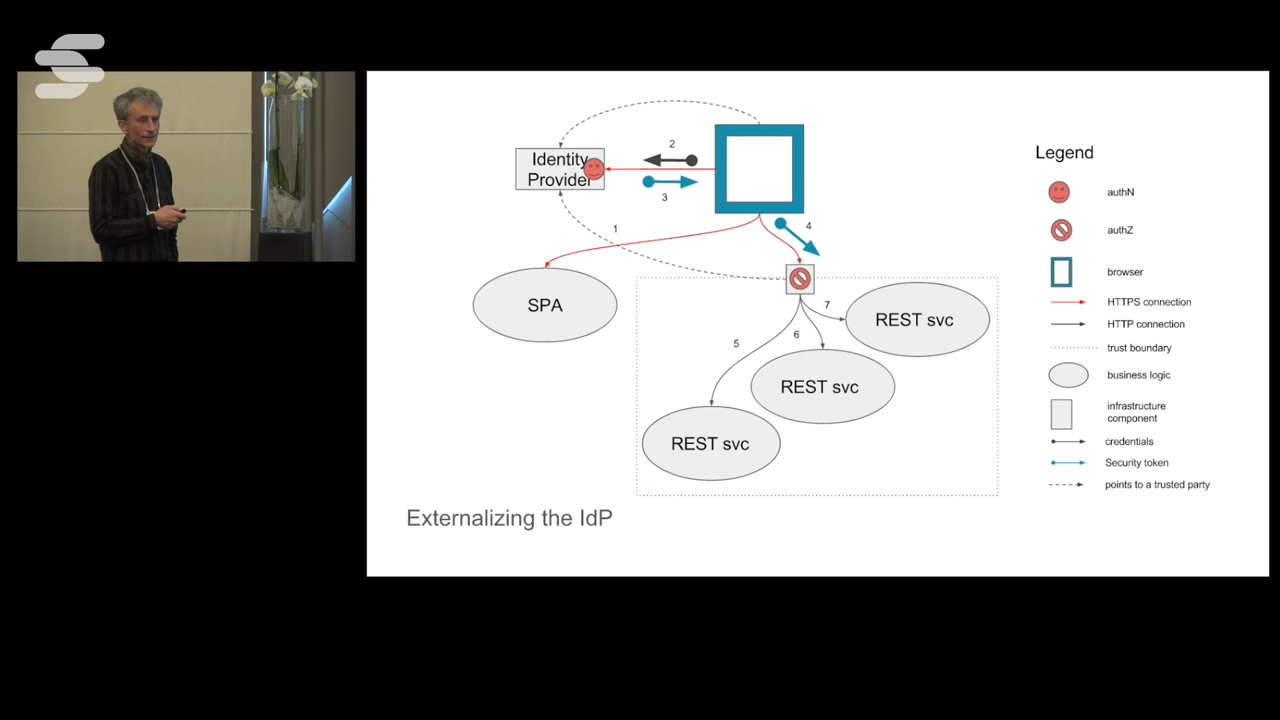 2
Identity
Provider
3
4
1
SPA
7
REST svc
6
5
REST svc
REST svc
Externalizing the IdP
Legend
authN
authZ
browser
HTTPS connection
HTTP connection
trust boundary
business logic
infrastructure
component
credentials
Security token
points to a trusted party